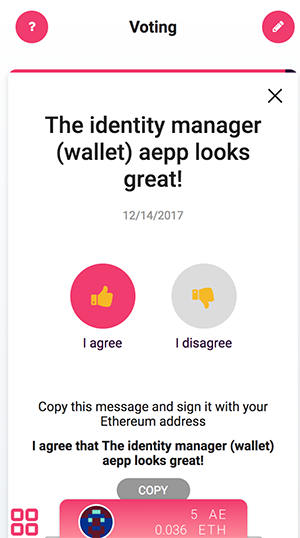 ?
Voting
The identity manager
(wallet) aepp looks
great!
12/14/2017
I agree
I disagree
Copy this message and sign it with your
Ethereum address
I agree that The identity manager (wallet)
aepp looks great!
COPY
5 AE
0 036 ETH